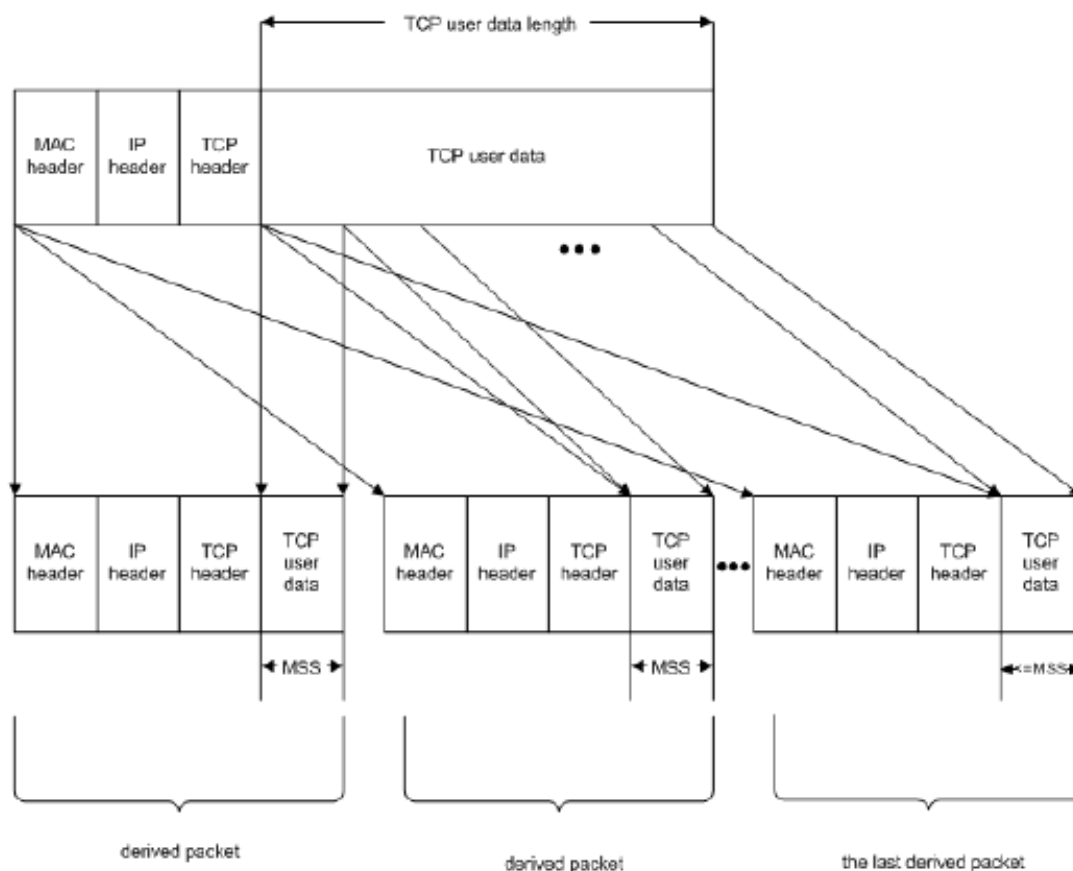 TCP user data length
MAC
header
IP
header
TCP
header
TCP user data
MAC
header
IP
header
TCP
header
TCP
user
data
MAC
header
IP
header
TCP
header
TCP
user
data
MAC
header
IP
header
TCP
header
TCP
user
data
MSS
MSS
<=MSS
derived packet
derived packet
the last derived packet